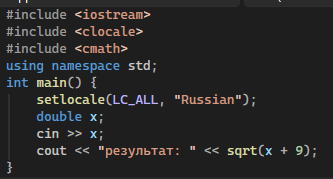 #include <iostream>
#include <clocale>
#include <cmath>
using namespace std;
int main() {
    setlocale(LC_ALL, "Russian");
    double x;
    cin >> x;
    cout << "результат: " << sqrt(x + 9);
}